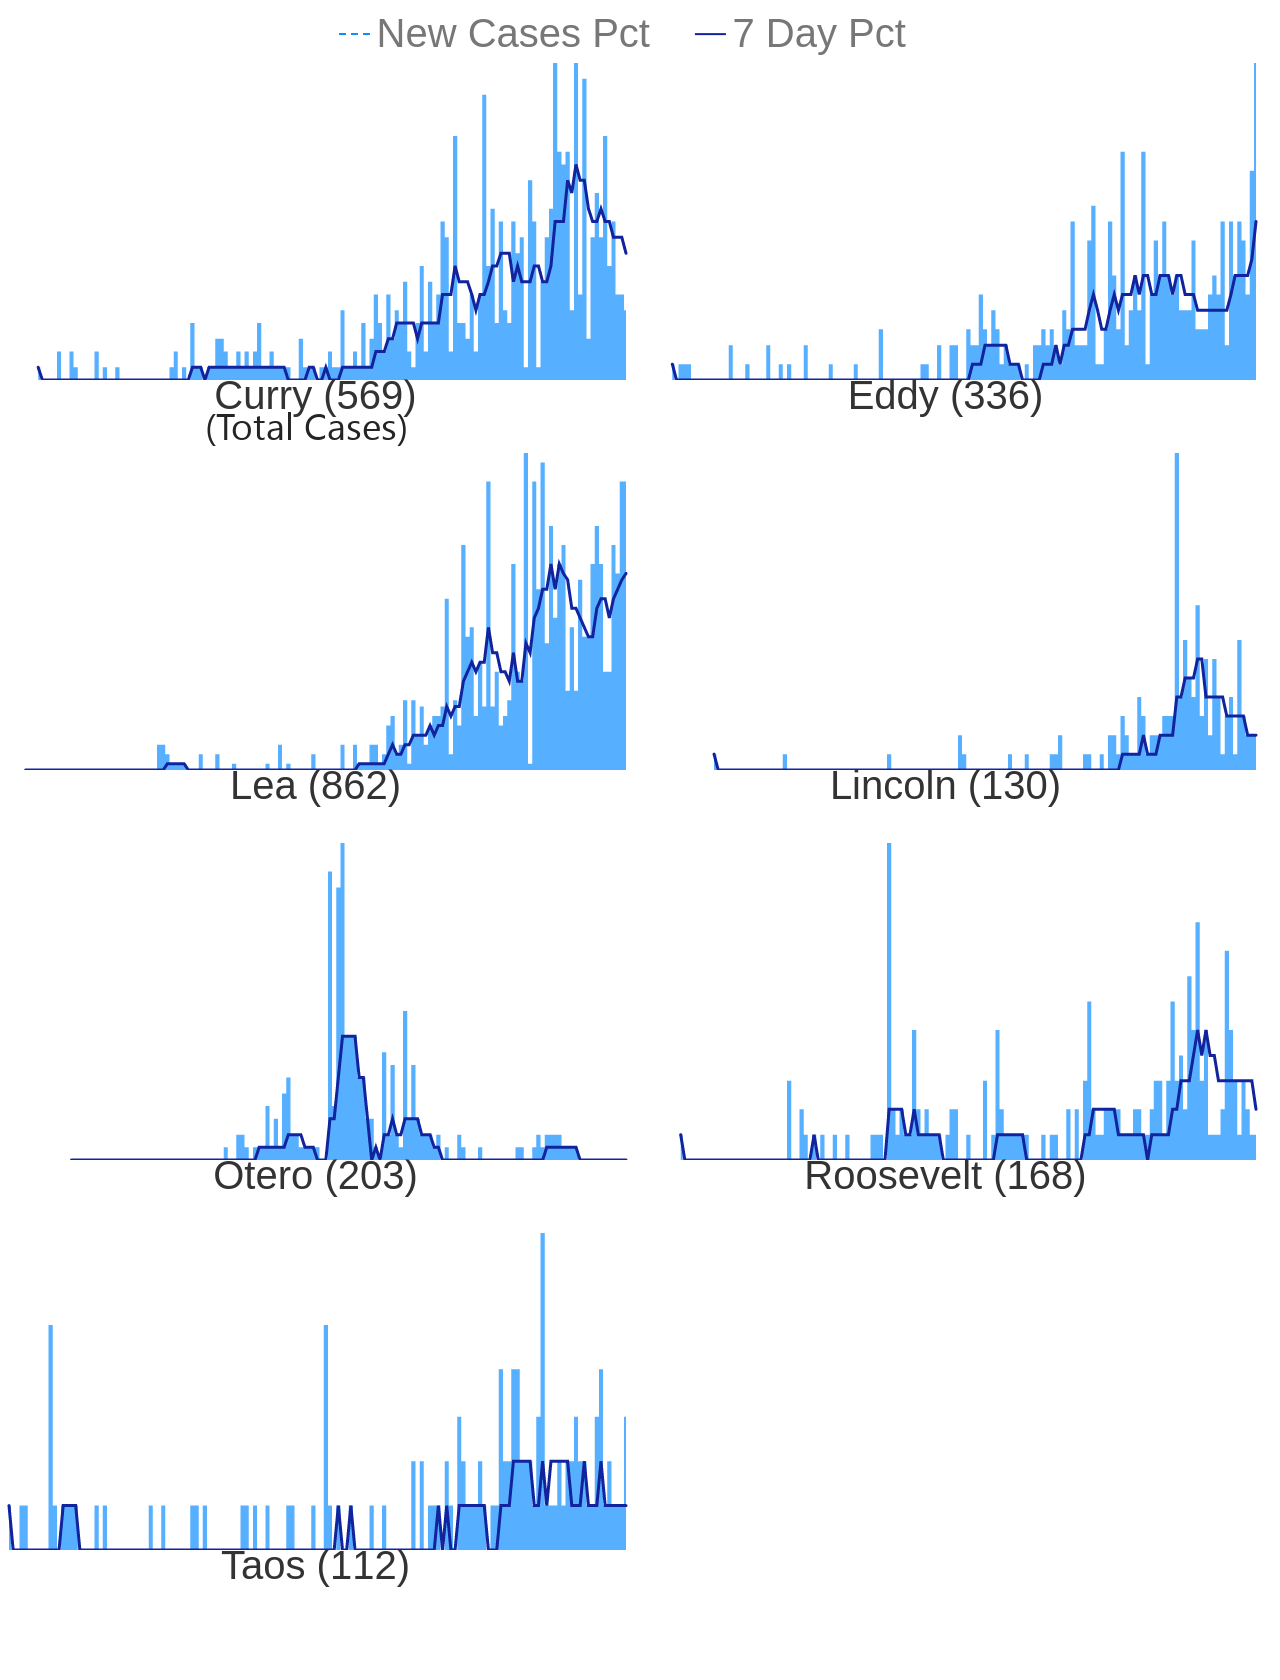 New Cases Pct 7 Day Pct
Curry (569)
(Total Cases)
Eddy (336)
Lea (862)
Lincoln (130)
Otero (203)
Roosevelt (168)
Taos (112)